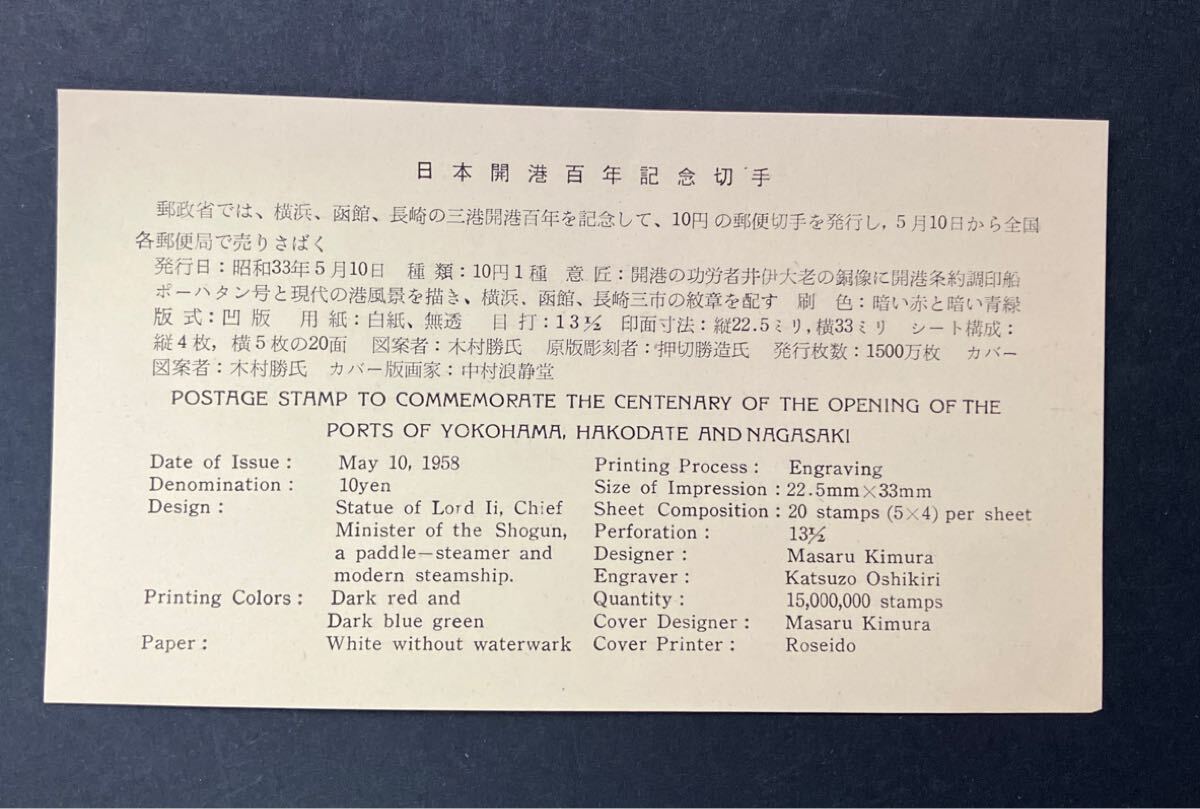 日本開港百年記念切手
郵政省では、横浜、函館、長崎の三港開港百年を記念して、10円の郵便切手を発行し，5月10日から全国
各郵便局で売りさばく
発行日：昭和33年5月10日 種類：10円1種 意匠：開港の功労者井伊大老の銅像に開港条約調印船
ポーハタン号と現代の港風景を描き、横浜、函館、長崎三市の紋章を配す 刷色：暗い赤と暗い青緑
版式：凹版 用紙：白紙、無透 目打：13½ 印面寸法：縦22.5ミリ，横33ミリ シート構成：
縦4枚，横5枚の20面 図案者：木村勝氏 原版彫刻者：押切勝造氏 発行枚数：1500万枚 カバー
図案者：木村勝氏 カバー版画家：中村浪静堂
POSTAGE STAMP TO COMMEMORATE THE CENTENARY OF THE OPENING OF THE
PORTS OF YOKOHAMA, HAKODATE AND NAGASAKI
Date of Issue : May 10, 1958
Denomination : 10yen
Design : Statue of Lord Ii, Chief
Minister of the Shogun,
a paddle-steamer and
modern steamship.
Printing Colors : Dark red and
Dark blue green
Paper : White without waterwark
Printing Process : Engraving
Size of Impression : 22.5mm×33mm
Sheet Composition : 20 stamps (5×4) per sheet
Perforation : 13½
Designer : Masaru Kimura
Engraver : Katsuzo Oshikiri
Quantity : 15,000,000 stamps
Cover Designer : Masaru Kimura
Cover Printer : Roseido